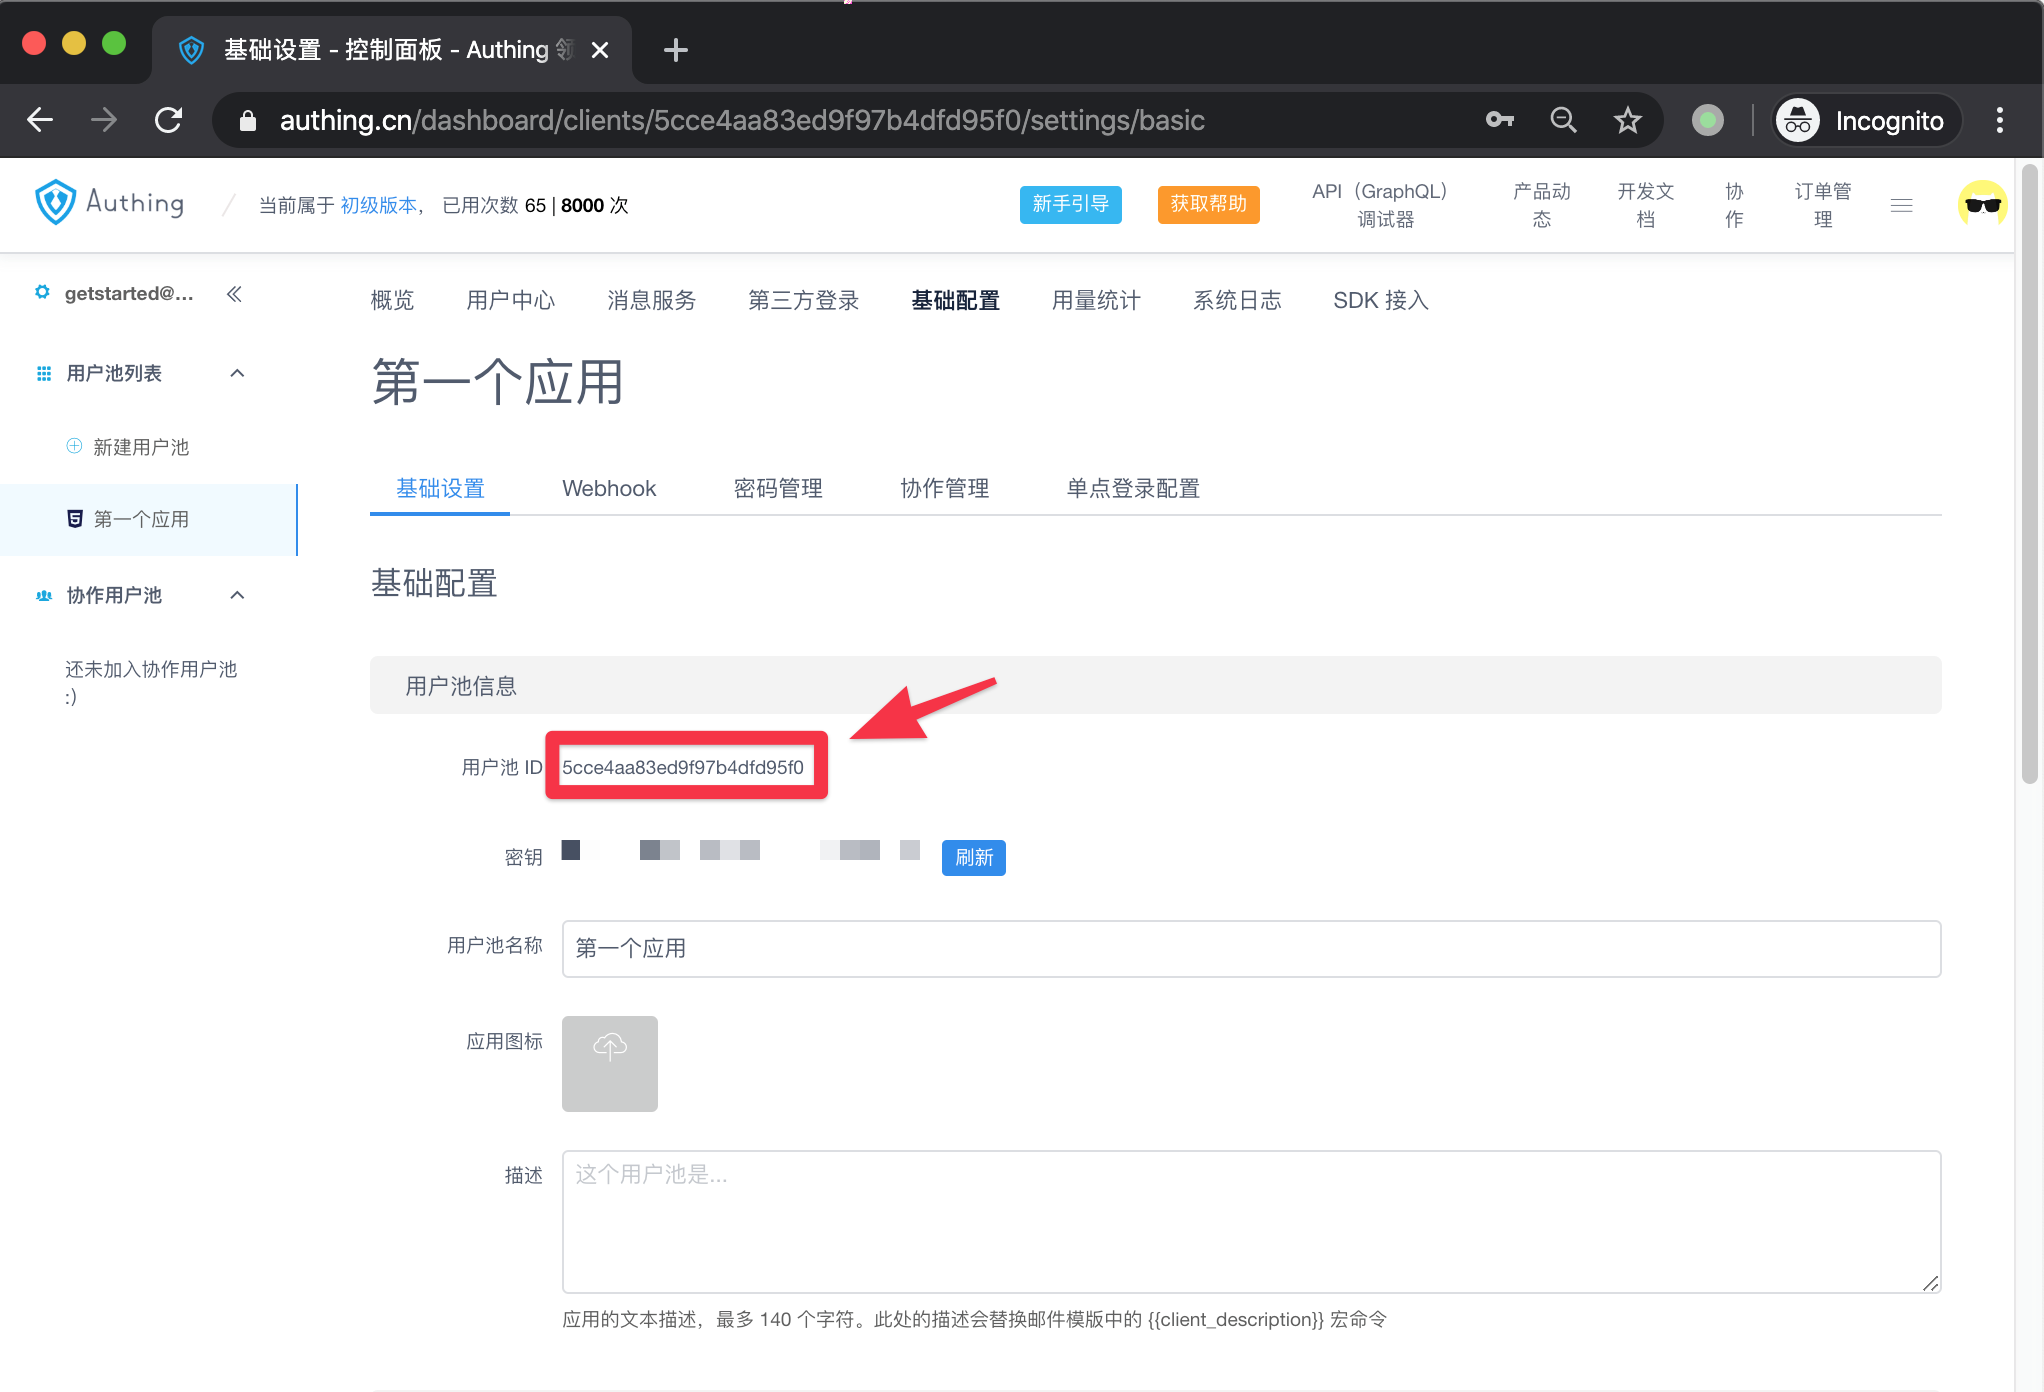 基础设置 - 控制面板 - Authing
authing.cn/dashboard/clients/5cce4aa83ed9f97b4dfd95f0/settings/basic
Incognito
Authing / 当前属于 初级版本， 已用次数 65 | 8000 次
新手引导
获取帮助
API（GraphQL）
调试器
产品动
态
开发文
档
协
作
订单管
理
getstarted@...
用户池列表
新建用户池
第一个应用
协作用户池
还未加入协作用户池
:)
概览 用户中心 消息服务 第三方登录 基础配置 用量统计 系统日志 SDK 接入
第一个应用
基础设置 Webhook 密码管理 协作管理 单点登录配置
基础配置
用户池信息
用户池 ID 5cce4aa83ed9f97b4dfd95f0
密钥 刷新
用户池名称 第一个应用
应用图标
描述 这个用户池是...
应用的文本描述，最多 140 个字符。此处的描述会替换邮件模版中的 {{client_description}} 宏命令